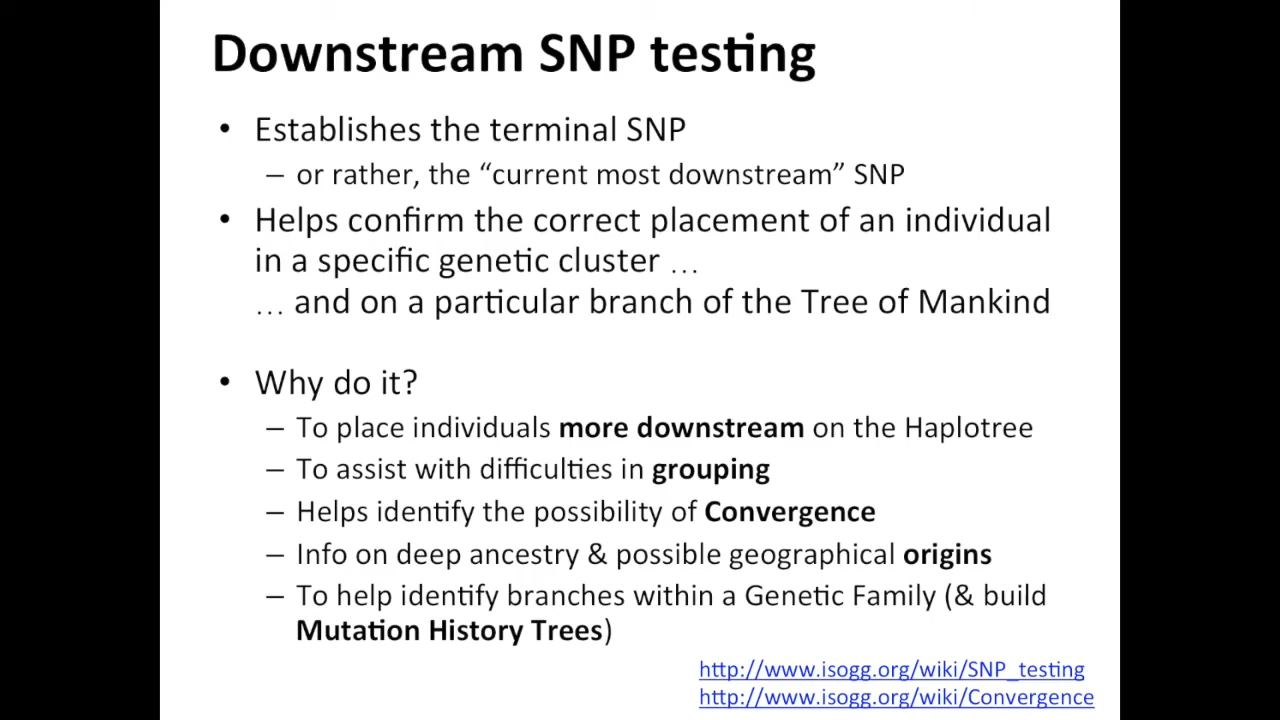 Downstream SNP testing
• Establishes the terminal SNP
– or rather, the “current most downstream” SNP
• Helps confirm the correct placement of an individual
in a specific genetic cluster …
… and on a particular branch of the Tree of Mankind
• Why do it?
– To place individuals more downstream on the Haplotree
– To assist with difficulties in grouping
– Helps identify the possibility of Convergence
– Info on deep ancestry & possible geographical origins
– To help identify branches within a Genetic Family (& build
Mutation History Trees)
http://www.isogg.org/wiki/SNP_testing
http://www.isogg.org/wiki/Convergence